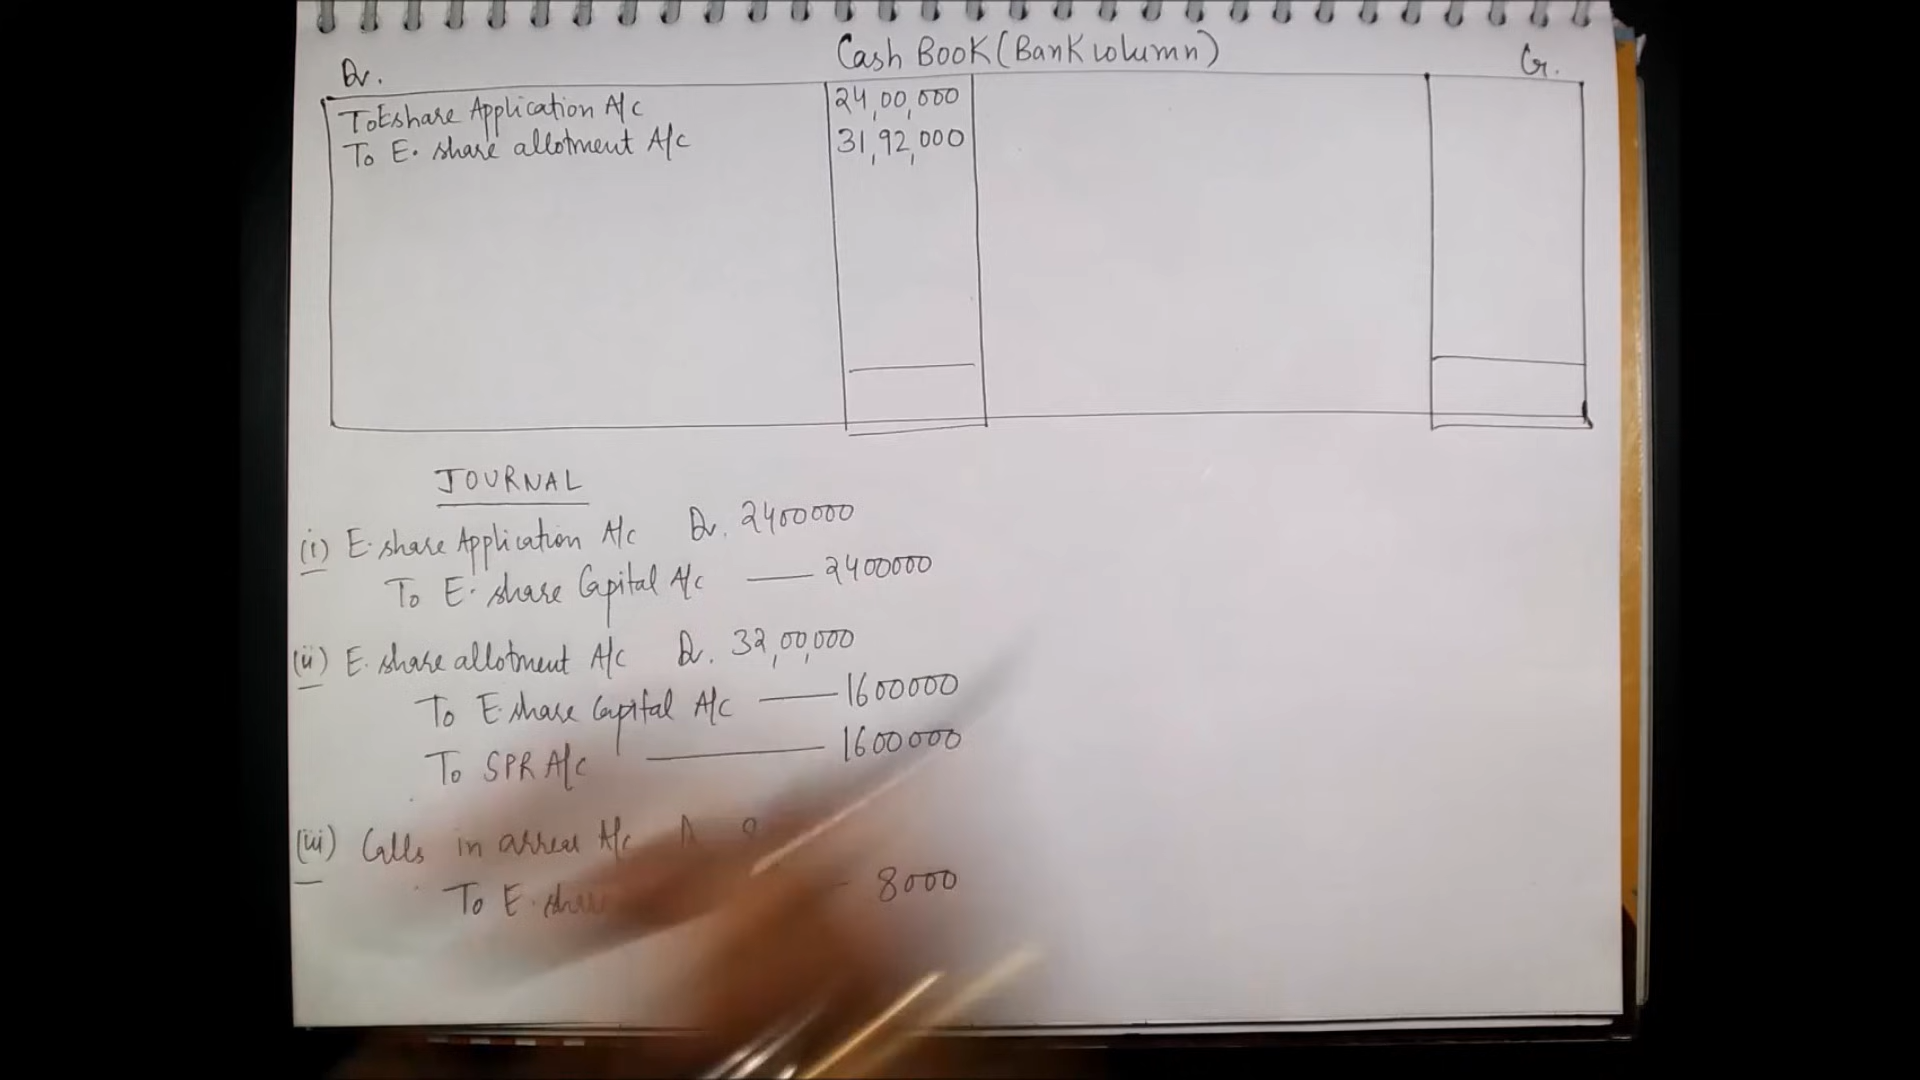 Cash Book (Bank column)
Dr.
Cr.
To Eshare Application A/c 24,00,000
To E. share allotment A/c 31,92,000
JOURNAL
(i) E. share Application A/c Dr. 2400000
To E. share Capital A/c — 2400000
(ii) E. share allotment A/c Dr. 32,00,000
To E. share Capital A/c — 1600000
To SPR A/c — 1600000
(iii) Calls in arrear A/c
To E. share — 8000